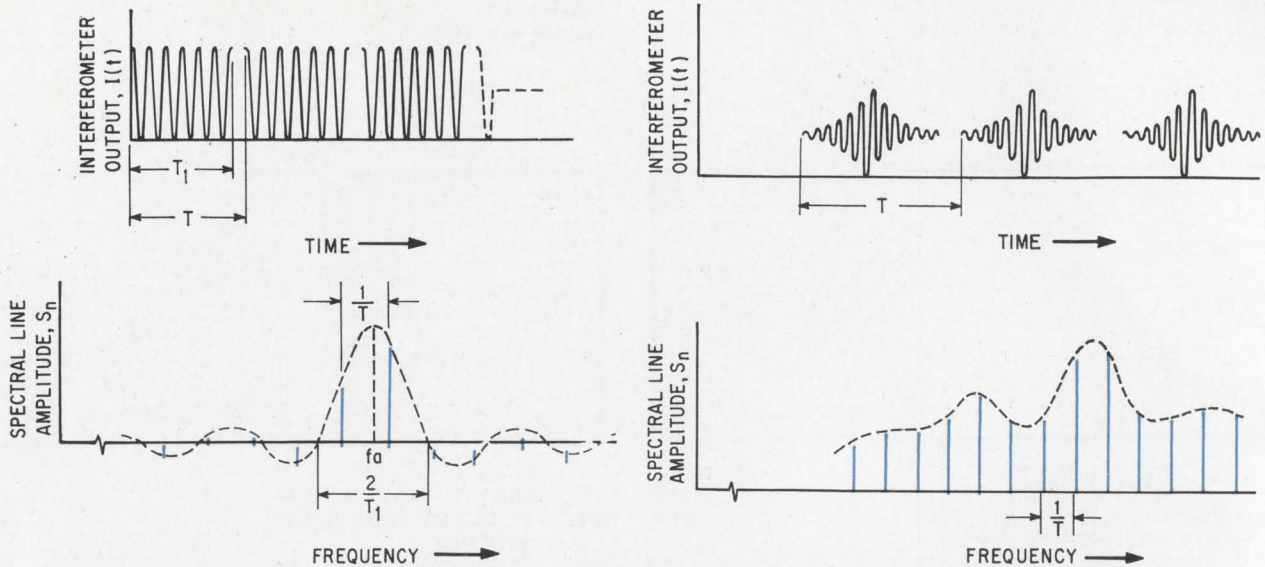 INTERFEROMETER
OUTPUT, I(t)
T₁
T
TIME
SPECTRAL LINE
AMPLITUDE, Sₙ
1/T
fa
2/T₁
FREQUENCY
INTERFEROMETER
OUTPUT, I(t)
T
TIME
SPECTRAL LINE
AMPLITUDE, Sₙ
1/T
FREQUENCY